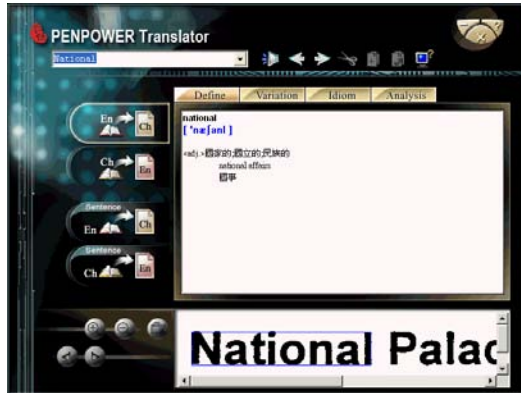 PENPOWER Translator
National
Define Variation Idiom Analysis
national
[ 'næʃənl ]
<adj.>國家的;國立的;民族的
national affairs
國事
En Ch
Ch En
Sentence
En Ch
Sentence
Ch En
National Palac